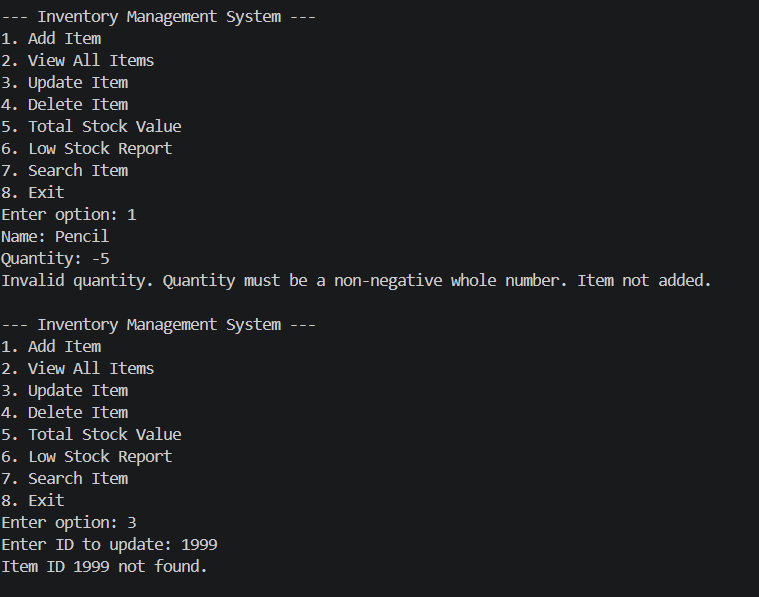 --- Inventory Management System ---
1. Add Item
2. View All Items
3. Update Item
4. Delete Item
5. Total Stock Value
6. Low Stock Report
7. Search Item
8. Exit
Enter option: 1
Name: Pencil
Quantity: -5
Invalid quantity. Quantity must be a non-negative whole number. Item not added.

--- Inventory Management System ---
1. Add Item
2. View All Items
3. Update Item
4. Delete Item
5. Total Stock Value
6. Low Stock Report
7. Search Item
8. Exit
Enter option: 3
Enter ID to update: 1999
Item ID 1999 not found.